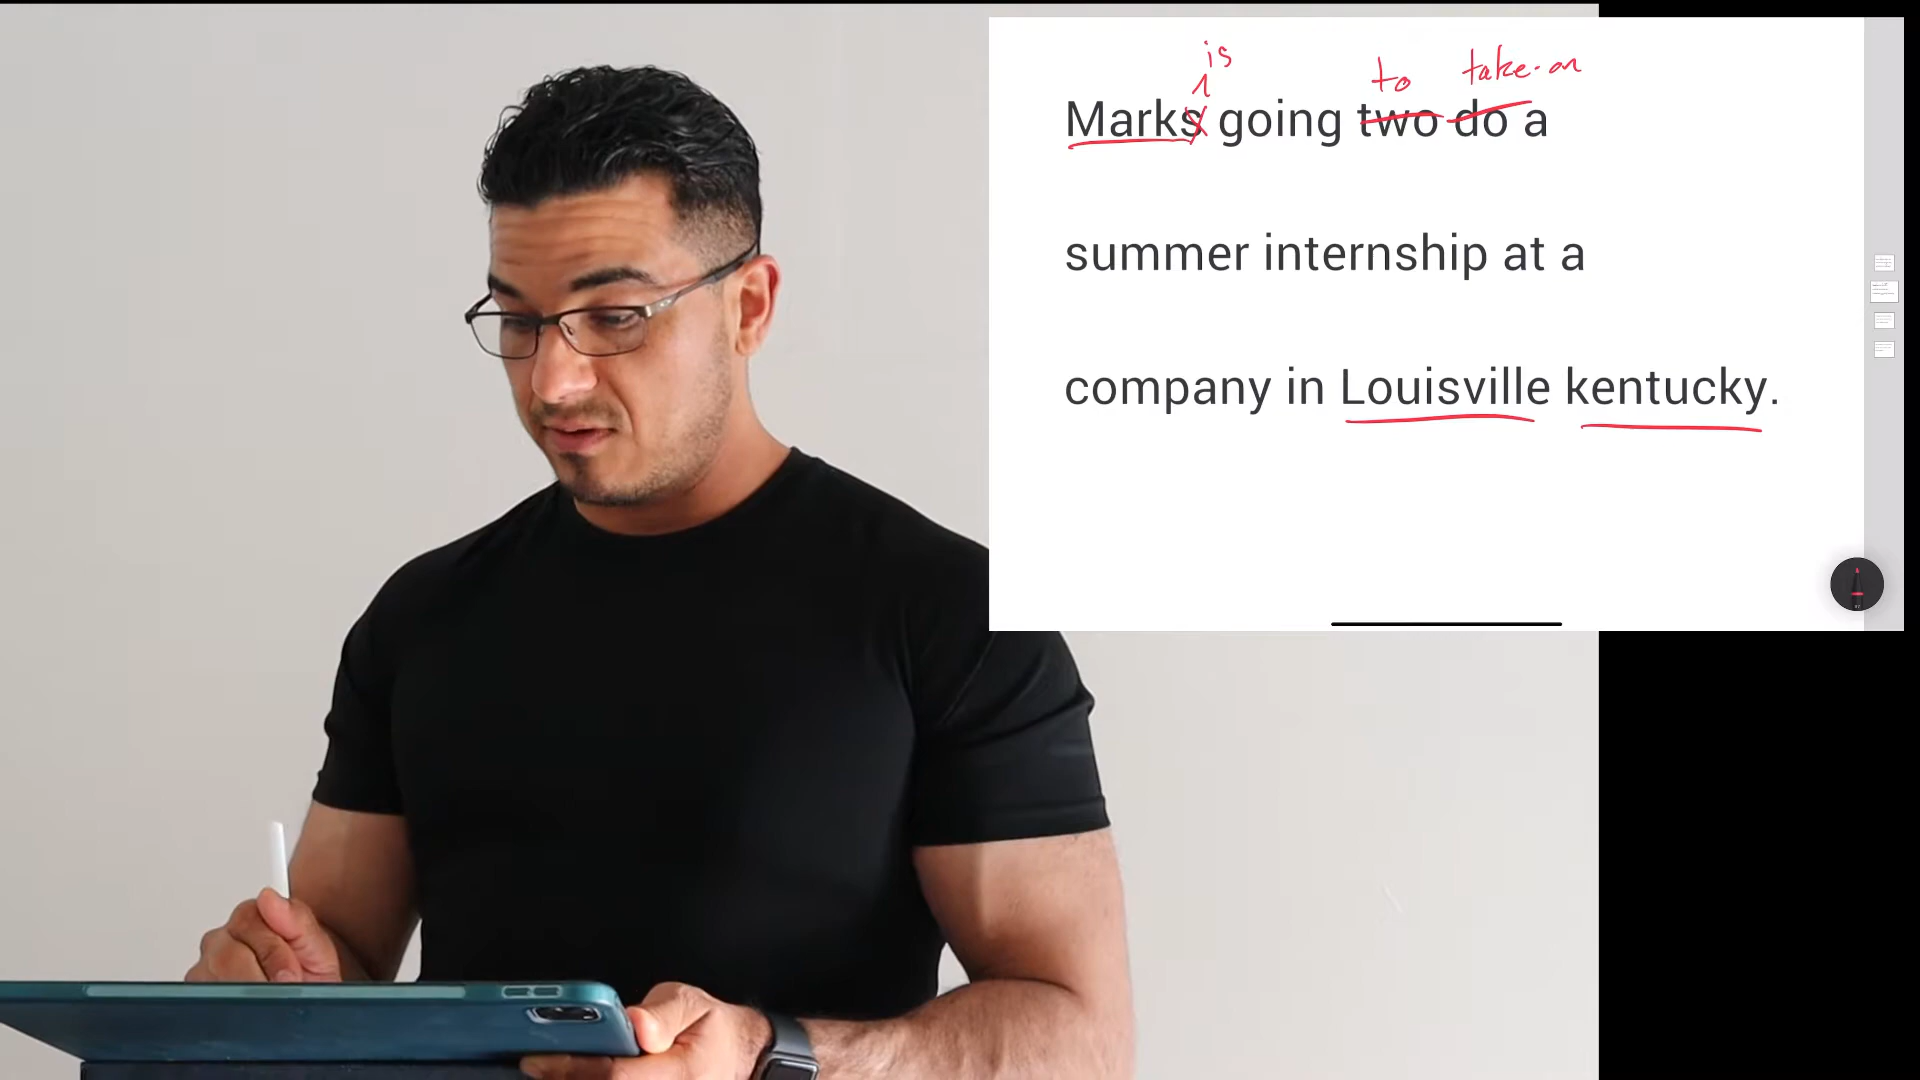 is
to take-on
Marks going two do a
summer internship at a
company in Louisville kentucky.